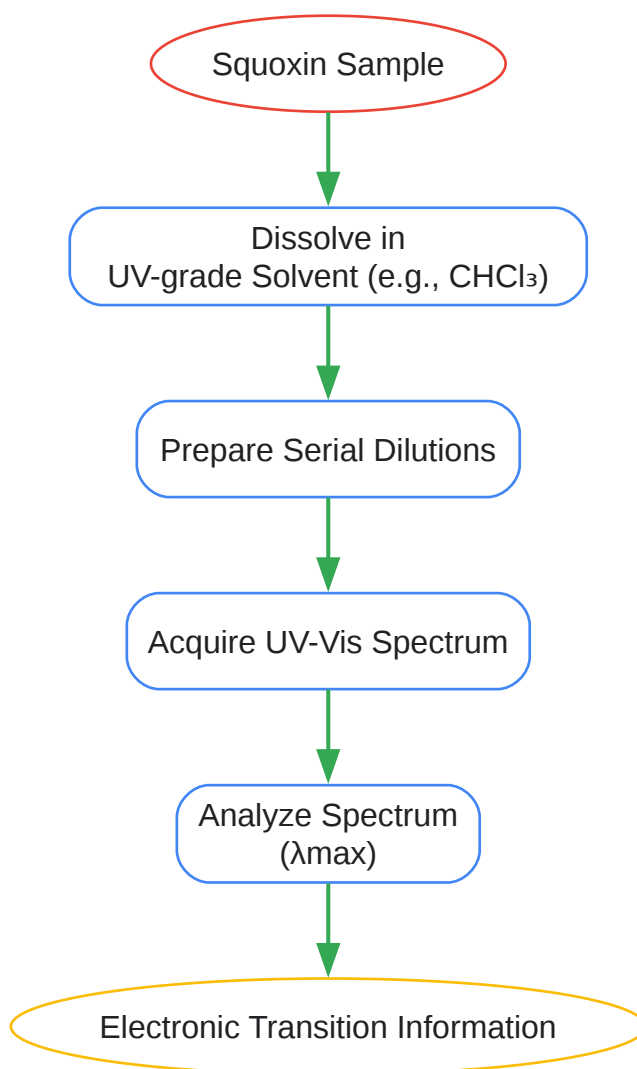 Squoxin Sample
Dissolve in
UV-grade Solvent (e.g., CHCl₃)
Prepare Serial Dilutions
Acquire UV-Vis Spectrum
Analyze Spectrum
(λmax)
Electronic Transition Information